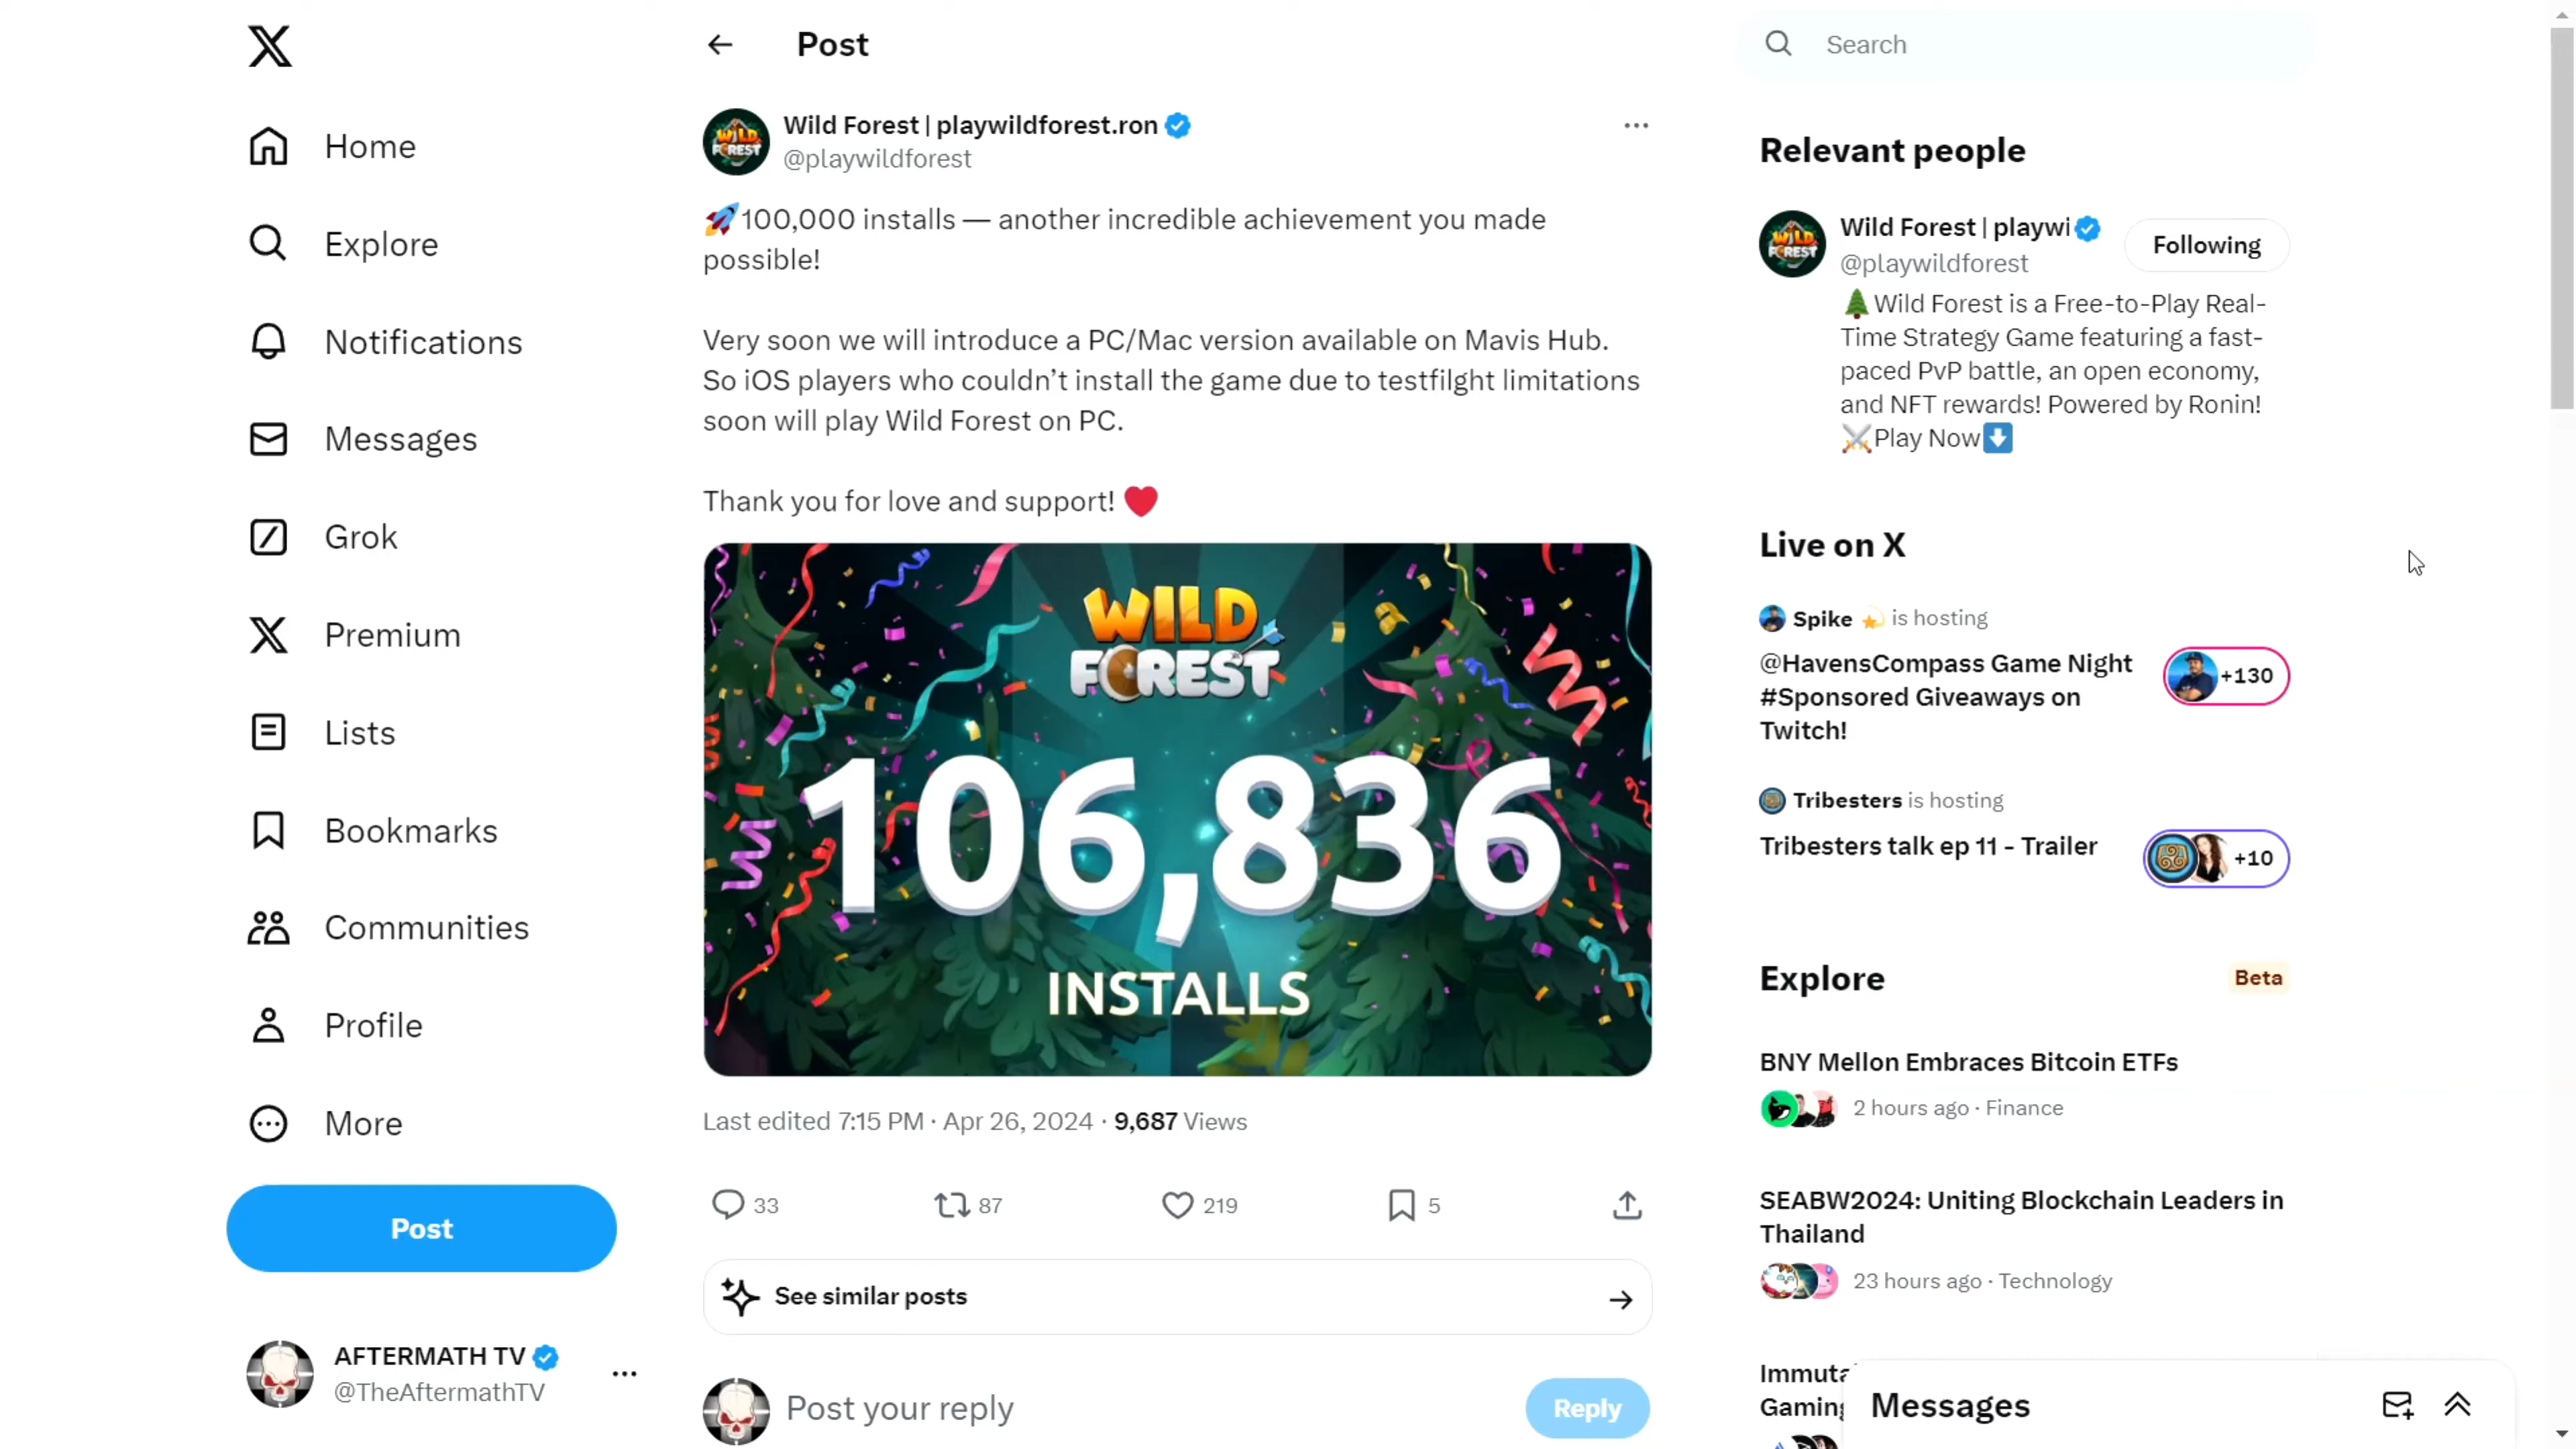 Home
Explore
Notifications
Messages
Grok
Premium
Lists
Bookmarks
Communities
Profile
More
Post
AFTERMATH TV
@TheAftermathTV
Post
Wild Forest | playwildforest.ron
@playwildforest
🚀100,000 installs — another incredible achievement you made
possible!
Very soon we will introduce a PC/Mac version available on Mavis Hub.
So iOS players who couldn't install the game due to testfilght limitations
soon will play Wild Forest on PC.
Thank you for love and support! ❤️
WILD
FOREST
106,836
INSTALLS
Last edited 7:15 PM · Apr 26, 2024 · 9,687 Views
33 87 219 5
See similar posts
Post your reply
Reply
Search
Relevant people
Wild Forest | playwi
@playwildforest
Following
🌲Wild Forest is a Free-to-Play Real-
Time Strategy Game featuring a fast-
paced PvP battle, an open economy,
and NFT rewards! Powered by Ronin!
⚔️Play Now⬇️
Live on X
Spike 💫 is hosting
@HavensCompass Game Night
#Sponsored Giveaways on
Twitch!
+130
Tribesters is hosting
Tribesters talk ep 11 - Trailer
+10
Explore
Beta
BNY Mellon Embraces Bitcoin ETFs
2 hours ago · Finance
SEABW2024: Uniting Blockchain Leaders in
Thailand
23 hours ago · Technology
Immuta
Gaming
Messages